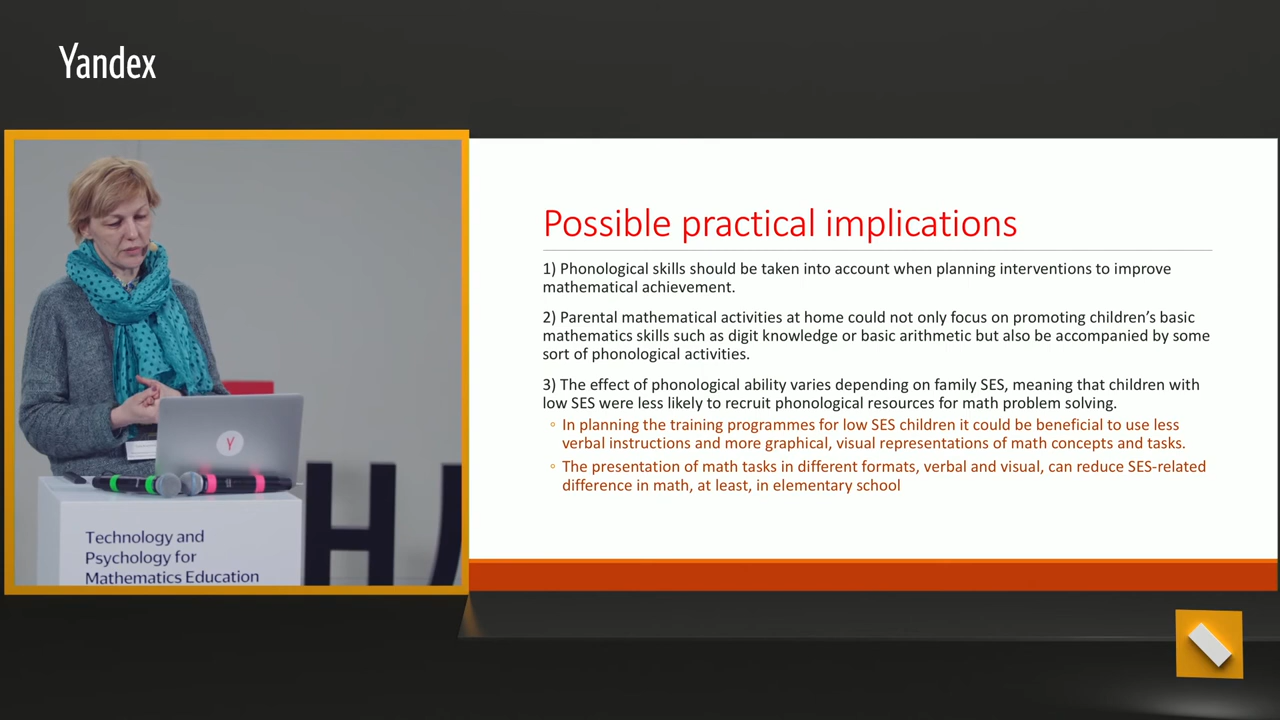 Yandex
Possible practical implications
1) Phonological skills should be taken into account when planning interventions to improve
mathematical achievement.
2) Parental mathematical activities at home could not only focus on promoting children’s basic
mathematics skills such as digit knowledge or basic arithmetic but also be accompanied by some
sort of phonological activities.
3) The effect of phonological ability varies depending on family SES, meaning that children with
low SES were less likely to recruit phonological resources for math problem solving.
◦ In planning the training programmes for low SES children it could be beneficial to use less
verbal instructions and more graphical, visual representations of math concepts and tasks.
◦ The presentation of math tasks in different formats, verbal and visual, can reduce SES-related
difference in math, at least, in elementary school
Y
Technology and
Psychology for
Mathematics Education